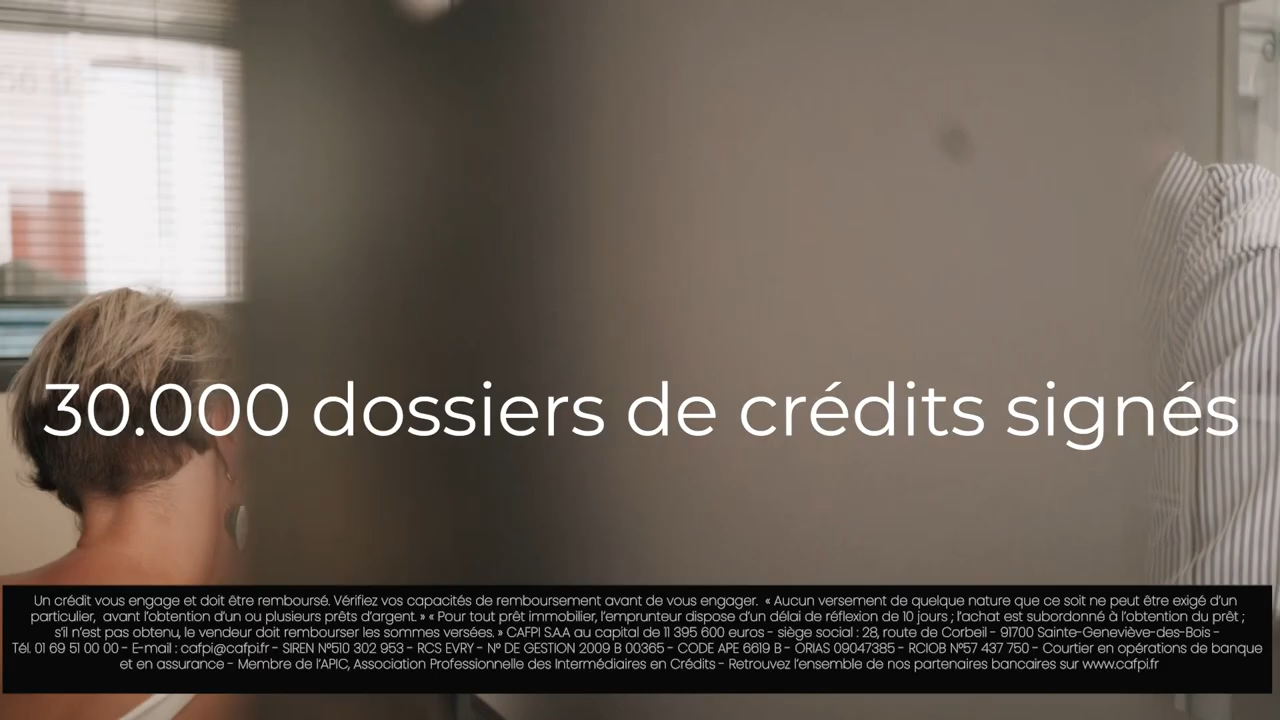 30.000 dossiers de crédits signés
Un crédit vous engage et doit être remboursé. Vérifiez vos capacités de remboursement avant de vous engager. « Aucun versement de quelque nature que ce soit ne peut être exigé d'un
particulier, avant l'obtention d'un ou plusieurs prêts d'argent. » « Pour tout prêt immobilier, l'emprunteur dispose d'un délai de réflexion de 10 jours ; l'achat est subordonné à l'obtention du prêt ;
s'il n'est pas obtenu, le vendeur doit rembourser les sommes versées. » CAFPI S.A.A au capital de 11 395 600 euros - siège social : 28, route de Corbeil - 91700 Sainte-Geneviève-des-Bois -
Tél. 01 69 51 00 00 - E-mail : cafpi@cafpi.fr - SIREN N°510 302 953 - RCS EVRY - N° DE GESTION 2009 B 00365 - CODE APE 6619 B - ORIAS 09047385 - RCIOB N°57 437 750 - Courtier en opérations de banque
et en assurance - Membre de l'APIC, Association Professionnelle des Intermédiaires en Crédits - Retrouvez l'ensemble de nos partenaires bancaires sur www.cafpi.fr